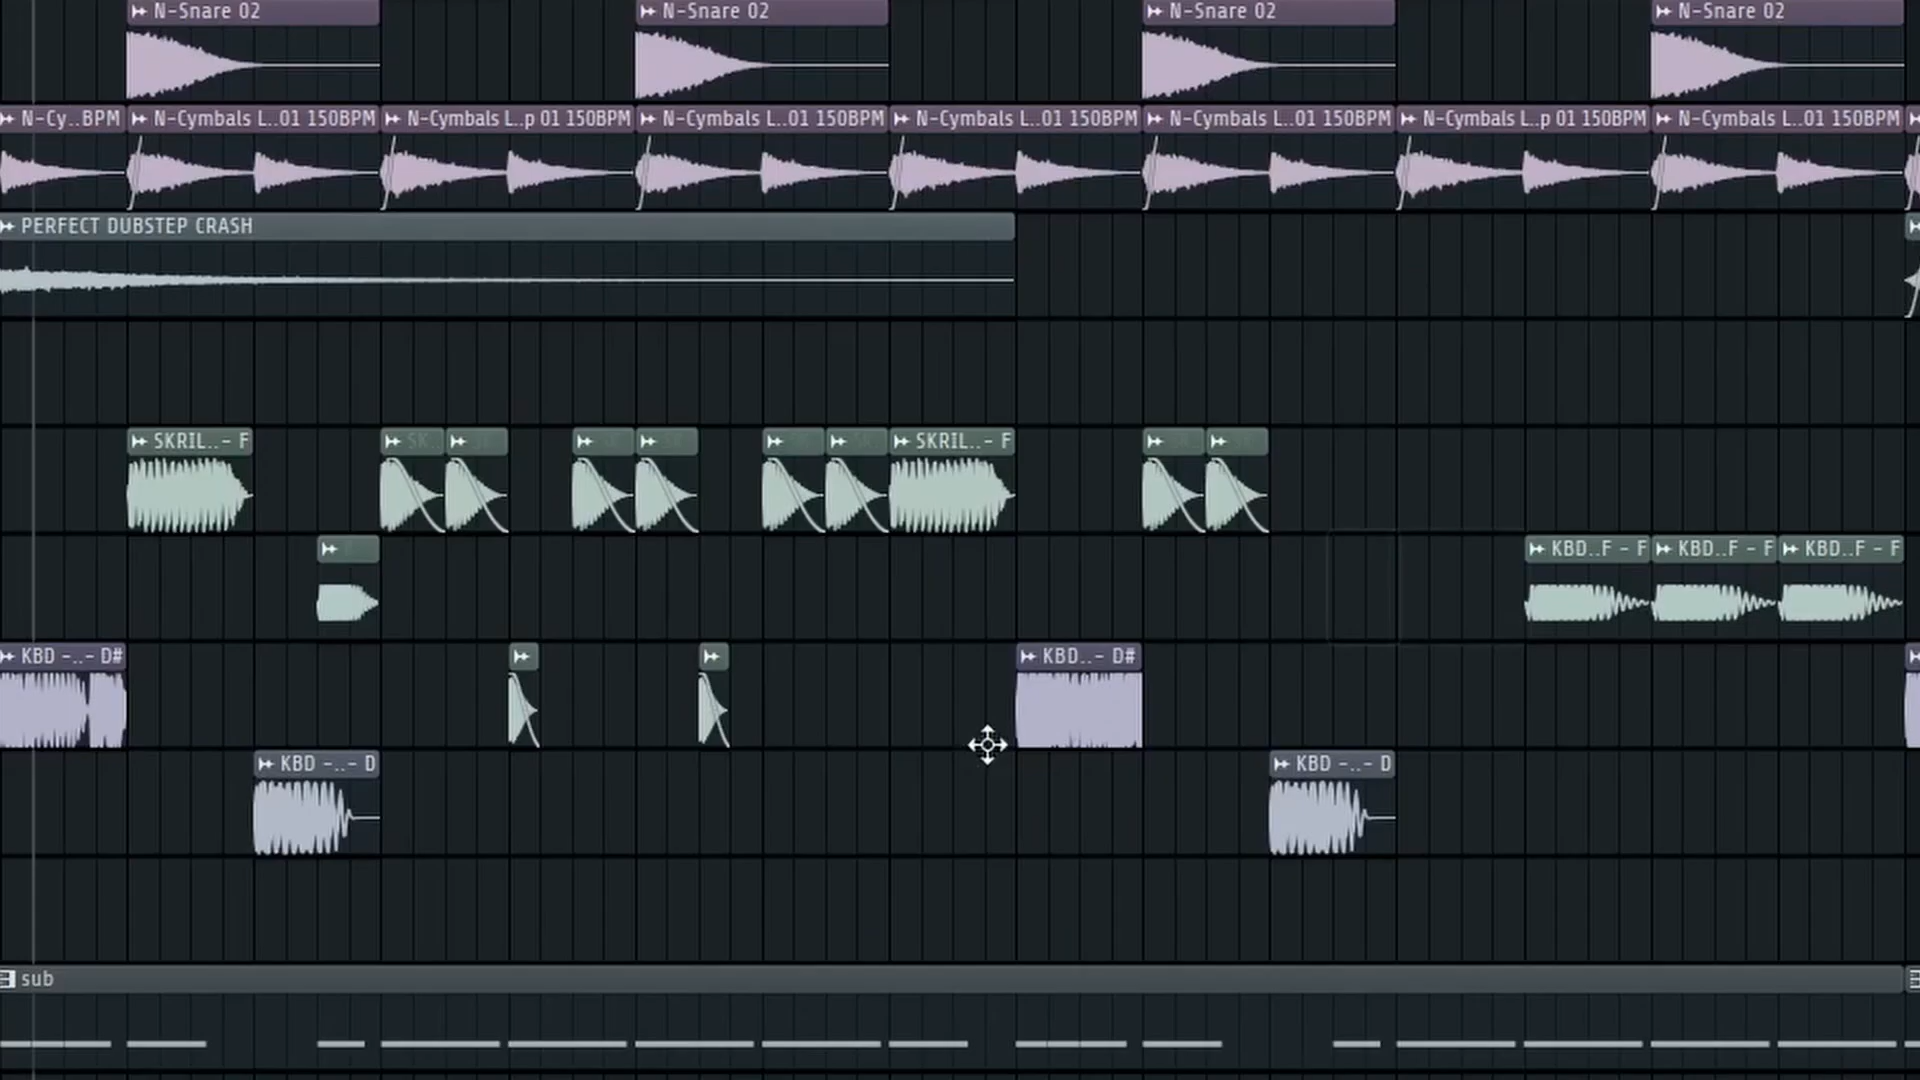 N-Snare 02 N-Snare 02 N-Snare 02 N-Snare 02
N-Cy..BPM N-Cymbals L..01 150BPM N-Cymbals L..p 01 150BPM N-Cymbals L..01 150BPM N-Cymbals L..01 150BPM N-Cymbals L..01 150BPM N-Cymbals L..p 01 150BPM N-Cymbals L..01 150BPM
PERFECT DUBSTEP CRASH
SKRIL..- F SKRIL..- F
KBD..F - F KBD..F - F KBD..F - F
KBD -..- D# KBD..- D#
KBD -..- D KBD -..- D
sub